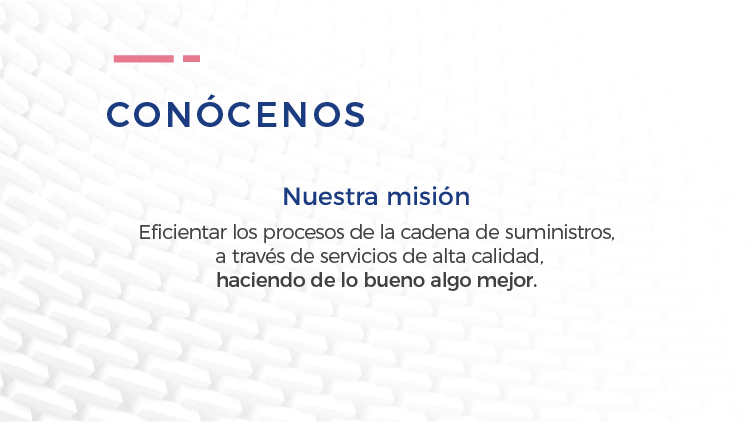 CONÓCENOS
Nuestra misión
Eficientar los procesos de la cadena de suministros,
a través de servicios de alta calidad,
haciendo de lo bueno algo mejor.